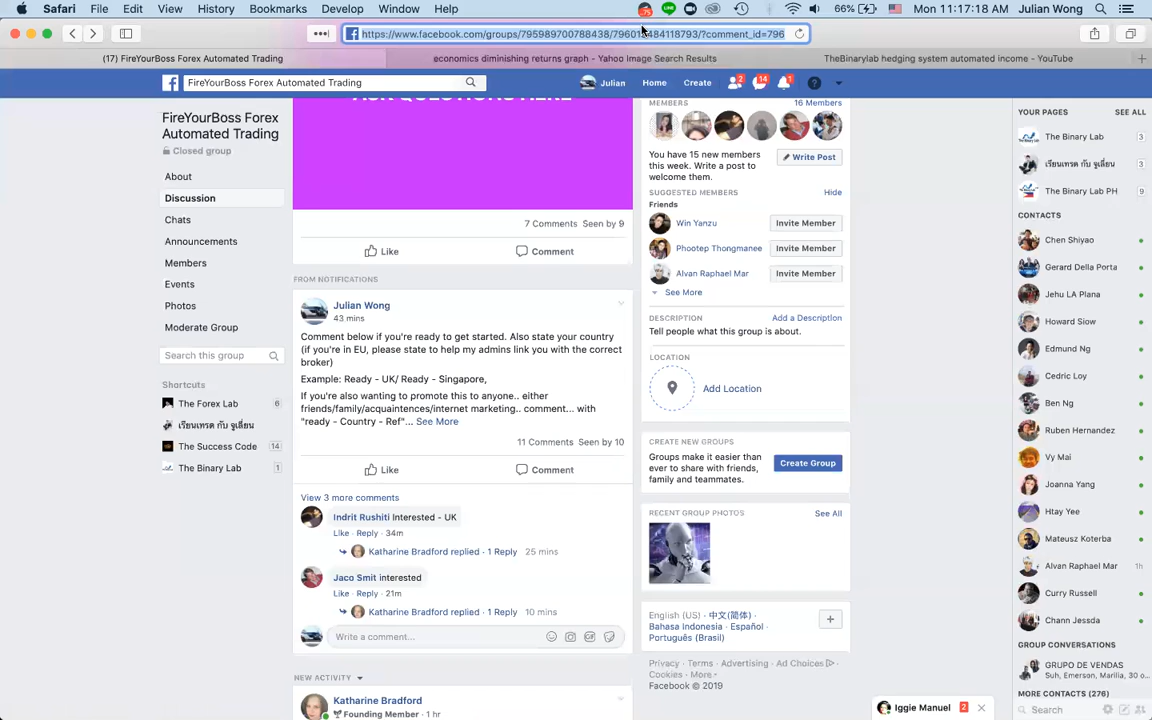 Safari File Edit View History Bookmarks Develop Window Help
75
66% 11:17:18 AM Julian Wong
https://www.facebook.com/groups/795989700788438/796012484118793/?comment_id=796
(17) FireYourBoss Forex Automated Trading
economics diminishing returns graph - Yahoo Image Search Results
TheBinarylab hedging system automated income - YouTube
FireYourBoss Forex Automated Trading
Julian Home Create 2 14 1
FireYourBoss Forex
Automated Trading
Closed group
About
Discussion
Chats
Announcements
Members
Events
Photos
Moderate Group
Search this group
Shortcuts
The Forex Lab 6
เรียนเทรด กับ จูเลี่ยน
The Success Code 14
The Binary Lab 1
ASK QUESTIONS HERE
7 Comments Seen by 9
Like Comment
FROM NOTIFICATIONS
Julian Wong
43 mins
Comment below if you're ready to get started. Also state your country
(if you're in EU, please state to help my admins link you with the correct
broker)
Example: Ready - UK/ Ready - Singapore,
If you're also wanting to promote this to anyone.. either
friends/family/acquaintences/internet marketing.. comment... with
"ready - Country - Ref"... See More
11 Comments Seen by 10
Like Comment
View 3 more comments
Indrit Rushiti Interested - UK
Like · Reply · 34m
Katharine Bradford replied · 1 Reply 25 mins
Jaco Smit interested
Like · Reply · 21m
Katharine Bradford replied · 1 Reply 10 mins
Write a comment...
NEW ACTIVITY
Katharine Bradford
Founding Member · 1 hr
MEMBERS 16 Members
You have 15 new members
this week. Write a post to
welcome them.
Write Post
SUGGESTED MEMBERS Hide
Friends
Win Yanzu Invite Member
Phootep Thongmanee Invite Member
Alvan Raphael Mar Invite Member
See More
DESCRIPTION Add a Description
Tell people what this group is about.
LOCATION
Add Location
CREATE NEW GROUPS
Groups make it easier than
ever to share with friends,
family and teammates.
Create Group
RECENT GROUP PHOTOS See All
English (US) · 中文(简体) ·
Bahasa Indonesia · Español ·
Português (Brasil)
Privacy · Terms · Advertising · Ad Choices ·
Cookies · More
Facebook © 2019
YOUR PAGES SEE ALL
The Binary Lab 3
เรียนเทรด กับ จูเลี่ยน 3
The Binary Lab PH 9
CONTACTS
Chen Shiyao
Gerard Della Porta
Jehu LA Plana
Howard Siow
Edmund Ng
Cedric Loy
Ben Ng
Ruben Hernandez
Vy Mai
Joanna Yang
Htay Yee
Mateusz Koterba
Alvan Raphael Mar 1h
Curry Russell
Chann Jessda
GROUP CONVERSATIONS
GRUPO DE VENDAS
Suh, Emerson, Marilia, 30 o...
MORE CONTACTS (276)
Search
Iggie Manuel 2